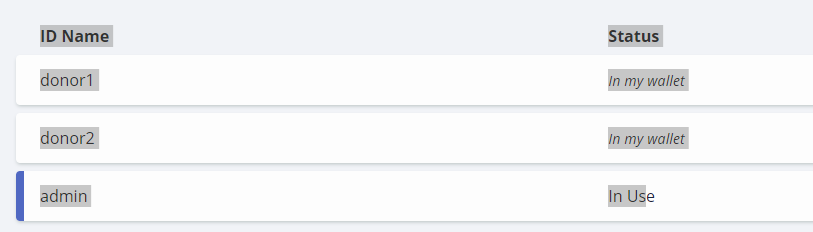 ID Name Status
donor1 In my wallet
donor2 In my wallet
admin In Use